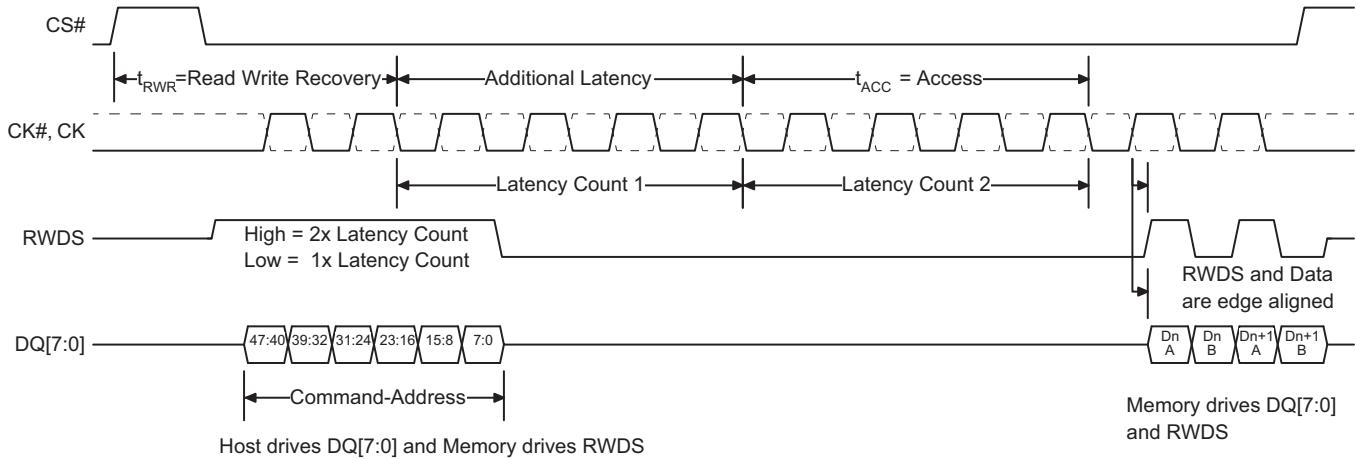 CS#
tRWR=Read Write Recovery
Additional Latency
tACC = Access
CK#, CK
Latency Count 1
Latency Count 2
RWDS
High = 2x Latency Count
Low = 1x Latency Count
RWDS and Data
are edge aligned
DQ[7:0]
47:40 39:32 31:24 23:16 15:8 7:0
Dn A
Dn B
Dn+1 A
Dn+1 B
Command-Address
Memory drives DQ[7:0]
and RWDS
Host drives DQ[7:0] and Memory drives RWDS